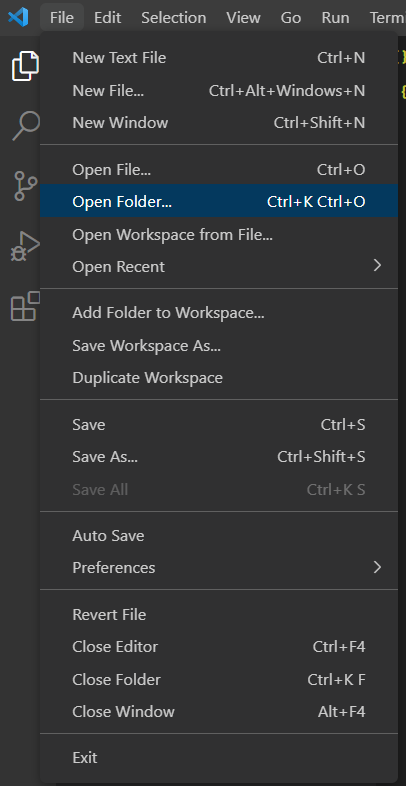 File Edit Selection View Go Run Term
New Text File Ctrl+N
New File... Ctrl+Alt+Windows+N
New Window Ctrl+Shift+N
Open File... Ctrl+O
Open Folder... Ctrl+K Ctrl+O
Open Workspace from File...
Open Recent
Add Folder to Workspace...
Save Workspace As...
Duplicate Workspace
Save Ctrl+S
Save As... Ctrl+Shift+S
Save All Ctrl+K S
Auto Save
Preferences
Revert File
Close Editor Ctrl+F4
Close Folder Ctrl+K F
Close Window Alt+F4
Exit